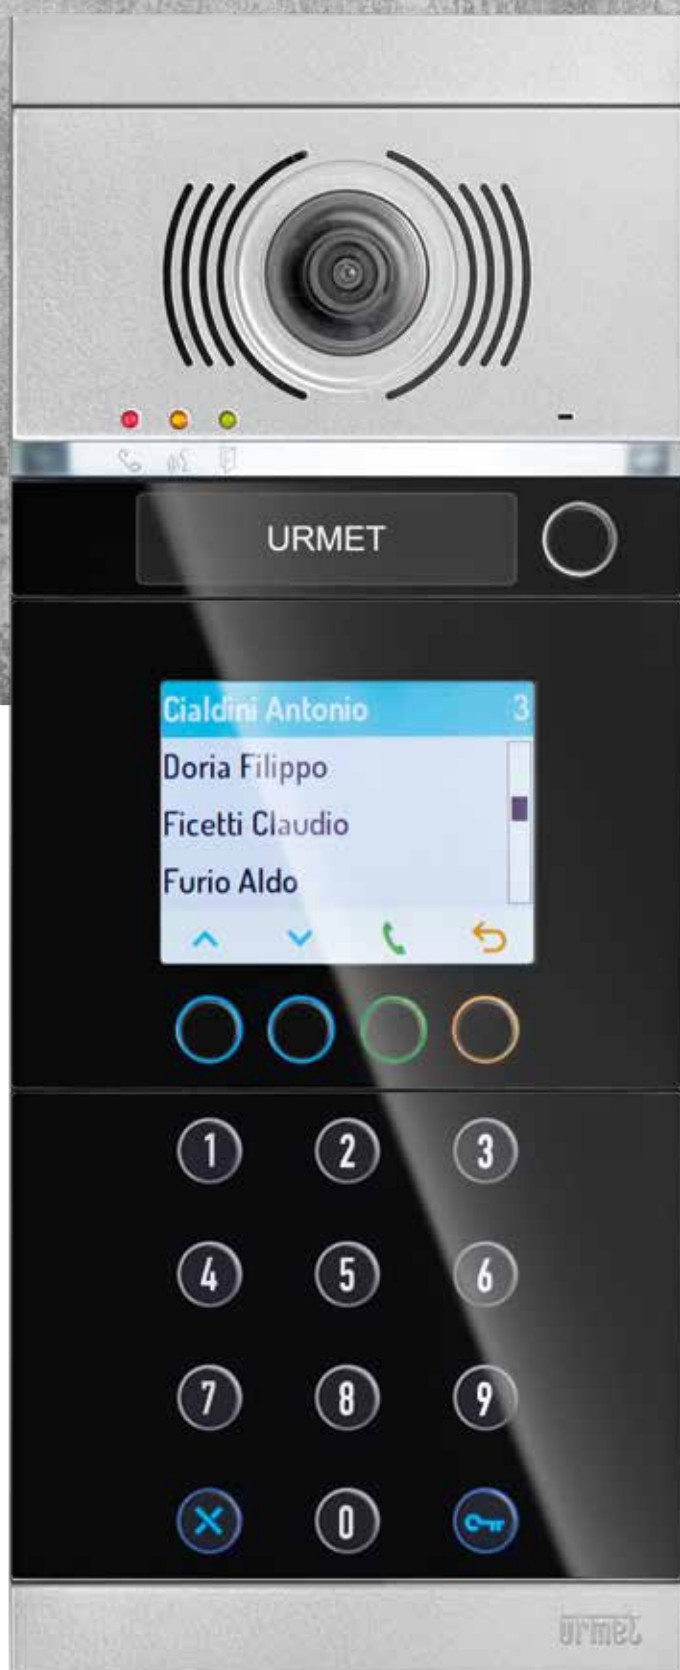 URMET
Cialdini Antonio 3
Doria Filippo
Ficetti Claudio
Furio Aldo
1 2 3
4 5 6
7 8 9
0
urmet